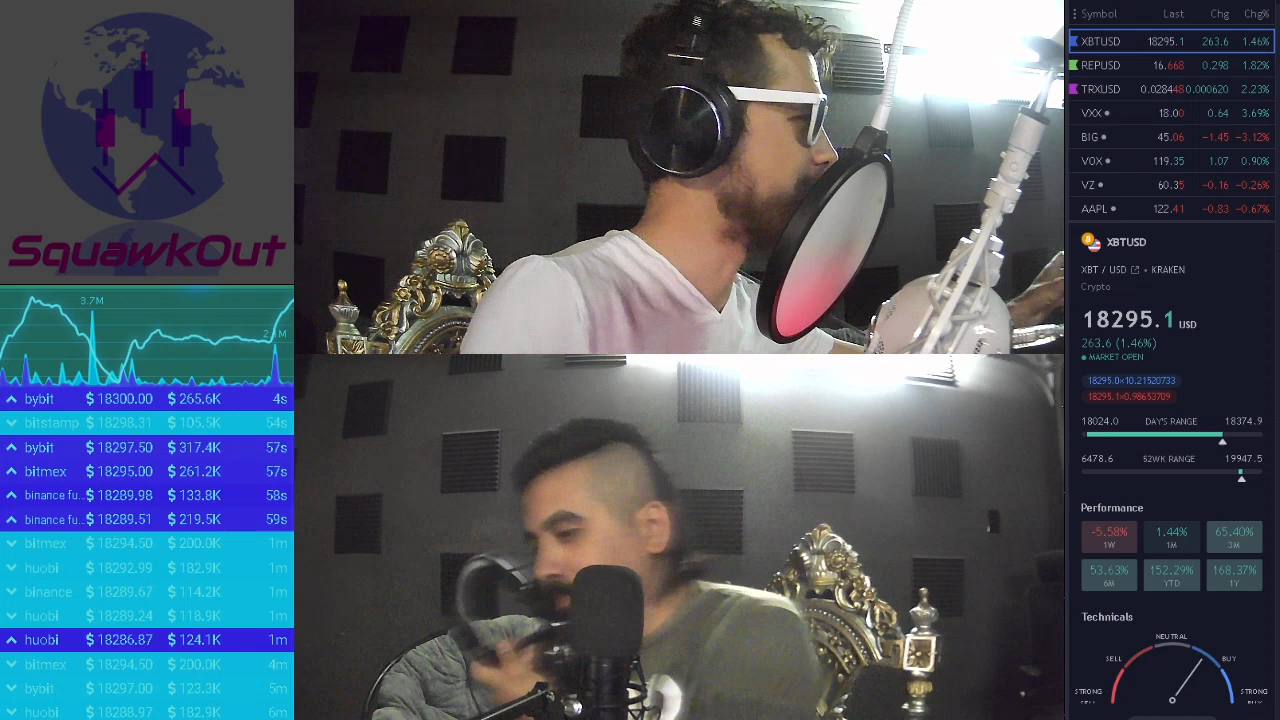 SquawkOut
3.7M
bybit $ 18300.00 $ 265.6K 4s
bitstamp $ 18298.31 $ 105.5K 54s
bybit $ 18297.50 $ 317.4K 57s
bitmex $ 18295.00 $ 261.2K 57s
binance fu... $ 18289.98 $ 133.8K 58s
binance fu... $ 18289.51 $ 219.5K 59s
bitmex $ 18294.50 $ 200.0K 1m
huobi $ 18292.99 $ 182.9K 1m
binance $ 18289.67 $ 114.2K 1m
huobi $ 18289.24 $ 118.9K 1m
huobi $ 18286.87 $ 124.1K 1m
bitmex $ 18294.50 $ 200.0K 4m
bybit $ 18297.00 $ 123.3K 5m
huobi $ 18288.97 $ 182.9K 6m
Symbol Last Chg Chg%
XBTUSD 18295.1 263.6 1.46%
REPUSD 16.668 0.298 1.82%
TRXUSD 0.028448 0.000620 2.23%
VXX 18.00 0.64 3.69%
BIG 45.06 −1.45 −3.12%
VOX 119.35 1.07 0.90%
VZ 60.35 −0.16 −0.26%
AAPL 122.41 −0.83 −0.67%
XBTUSD
XBT / USD • KRAKEN
Crypto
18295.1 USD
263.6 (1.46%)
MARKET OPEN
18295.0×10.21520733
18295.1×0.98653709
18024.0 DAYS RANGE 18374.9
6478.6 52WK RANGE 19947.5
Performance
-5.58% 1.44% 65.40%
1W 1M 3M
53.63% 152.29% 168.37%
6M YTD 1Y
Technicals
NEUTRAL
SELL BUY
STRONG STRONG